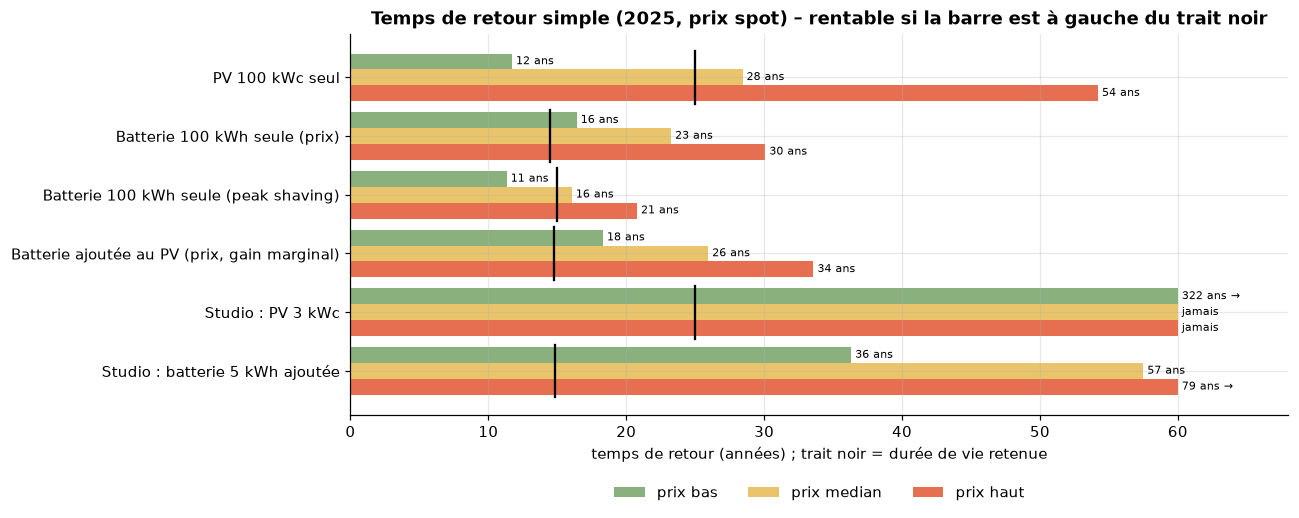 Temps de retour simple (2025, prix spot) – rentable si la barre est à gauche du trait noir
PV 100 kWc seul
12 ans
28 ans
54 ans
Batterie 100 kWh seule (prix)
16 ans
23 ans
30 ans
Batterie 100 kWh seule (peak shaving)
11 ans
16 ans
21 ans
Batterie ajoutée au PV (prix, gain marginal)
18 ans
26 ans
34 ans
Studio : PV 3 kWc
322 ans →
jamais
jamais
Studio : batterie 5 kWh ajoutée
36 ans
57 ans
79 ans →
0 10 20 30 40 50 60
temps de retour (années) ; trait noir = durée de vie retenue
prix bas prix median prix haut